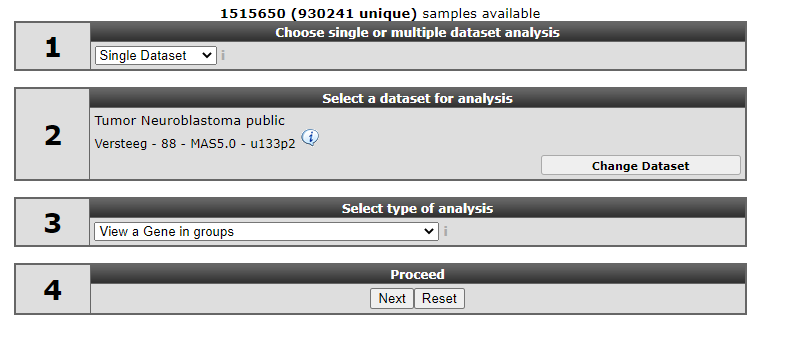 1515650 (930241 unique) samples available
1
Choose single or multiple dataset analysis
Single Dataset
i
2
Select a dataset for analysis
Tumor Neuroblastoma public
Versteeg - 88 - MAS5.0 - u133p2
i
Change Dataset
3
Select type of analysis
View a Gene in groups
i
4
Proceed
Next Reset